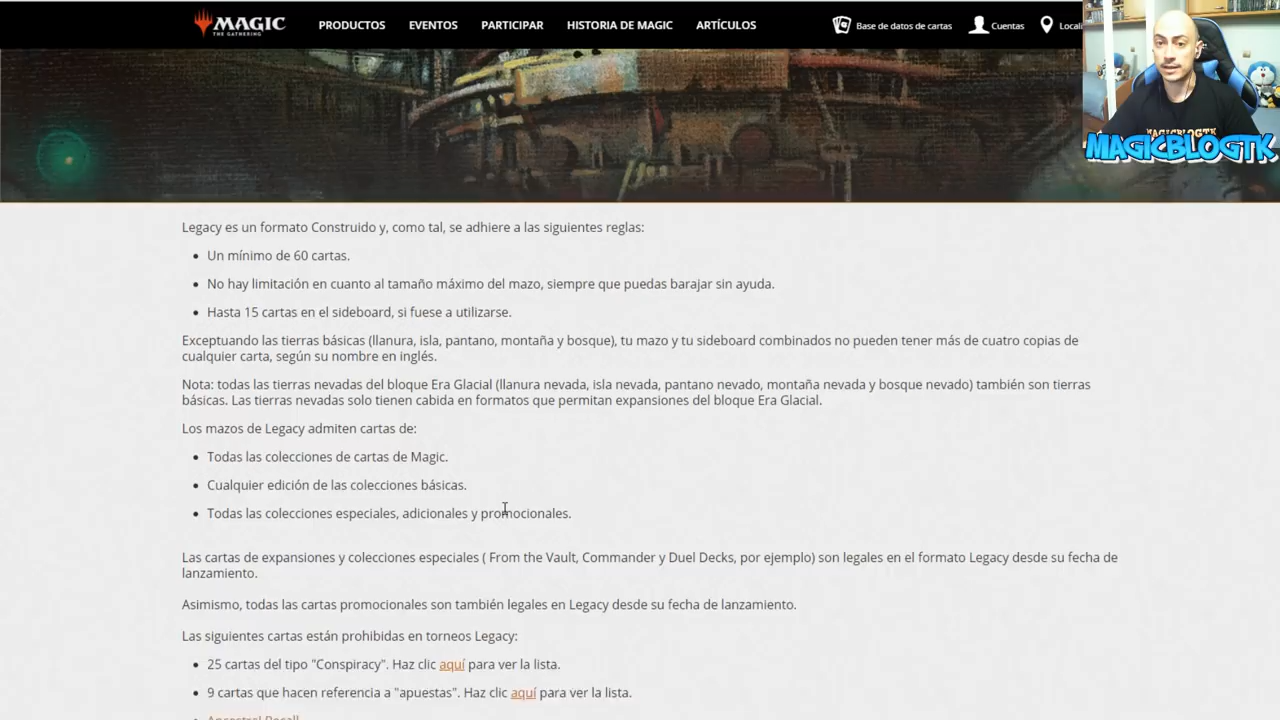 MAGIC
THE GATHERING
PRODUCTOS
EVENTOS
PARTICIPAR
HISTORIA DE MAGIC
ARTÍCULOS
Base de datos de cartas
Cuentas
Locali
MAGICBLOGTK
MAGICBLOGTK
Legacy es un formato Construido y, como tal, se adhiere a las siguientes reglas:
• Un mínimo de 60 cartas.
• No hay limitación en cuanto al tamaño máximo del mazo, siempre que puedas barajar sin ayuda.
• Hasta 15 cartas en el sideboard, si fuese a utilizarse.
Exceptuando las tierras básicas (llanura, isla, pantano, montaña y bosque), tu mazo y tu sideboard combinados no pueden tener más de cuatro copias de
cualquier carta, según su nombre en inglés.
Nota: todas las tierras nevadas del bloque Era Glacial (llanura nevada, isla nevada, pantano nevado, montaña nevada y bosque nevado) también son tierras
básicas. Las tierras nevadas solo tienen cabida en formatos que permitan expansiones del bloque Era Glacial.
Los mazos de Legacy admiten cartas de:
• Todas las colecciones de cartas de Magic.
• Cualquier edición de las colecciones básicas.
• Todas las colecciones especiales, adicionales y promocionales.
Las cartas de expansiones y colecciones especiales ( From the Vault, Commander y Duel Decks, por ejemplo) son legales en el formato Legacy desde su fecha de
lanzamiento.
Asimismo, todas las cartas promocionales son también legales en Legacy desde su fecha de lanzamiento.
Las siguientes cartas están prohibidas en torneos Legacy:
• 25 cartas del tipo "Conspiracy". Haz clic aquí para ver la lista.
• 9 cartas que hacen referencia a "apuestas". Haz clic aquí para ver la lista.
• Ancestral Recall